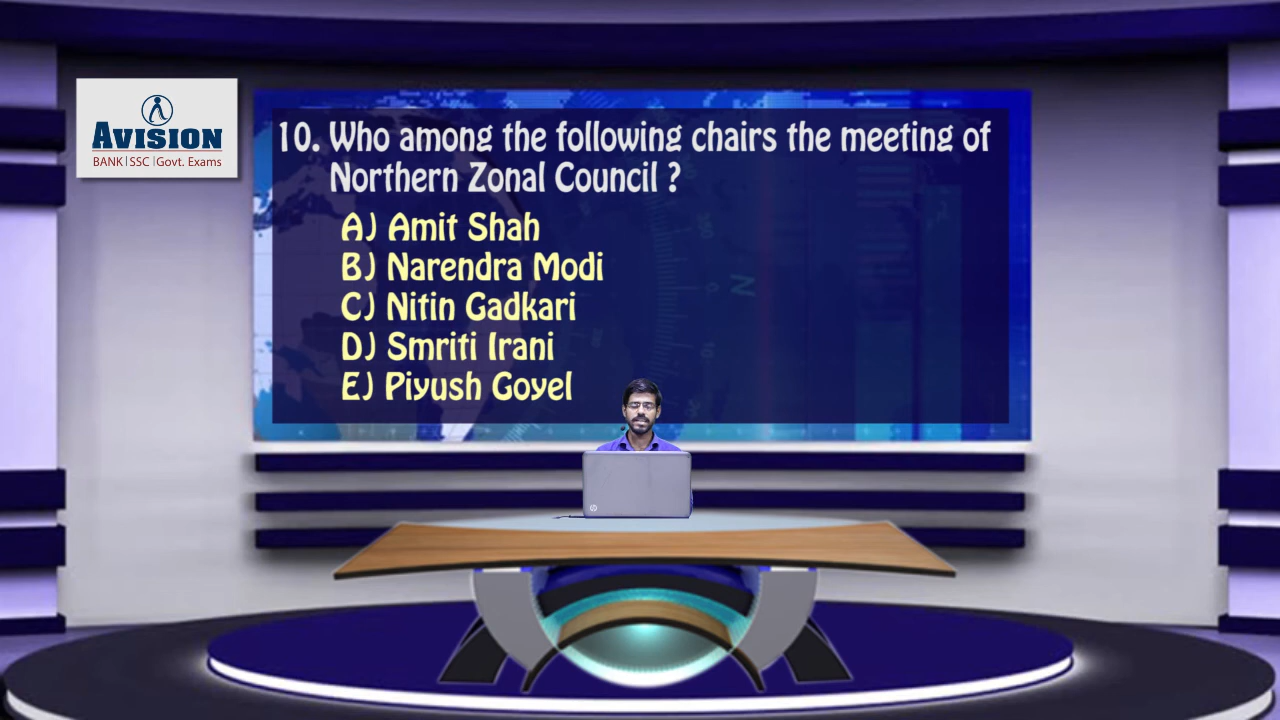 AVISION
BANK | SSC | Govt. Exams
10. Who among the following chairs the meeting of
Northern Zonal Council ?
A) Amit Shah
B) Narendra Modi
C) Nitin Gadkari
D) Smriti Irani
E) Piyush Goyel
hp
N